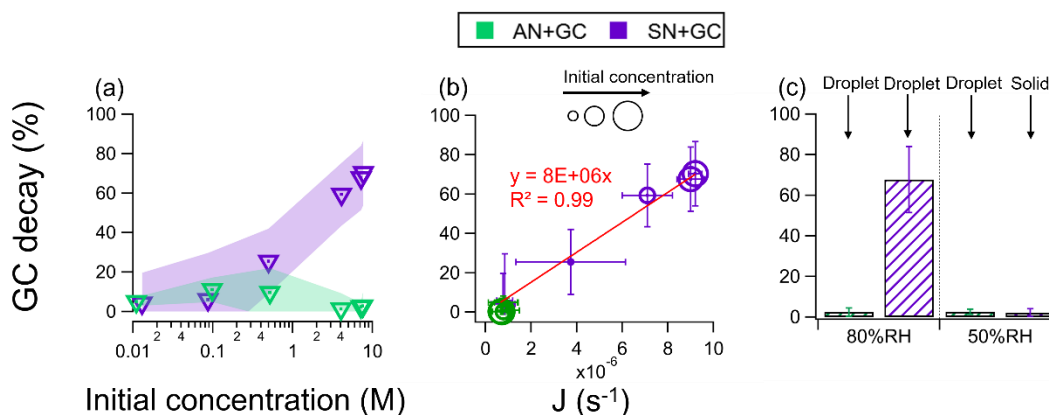 AN+GC SN+GC
(a)
GC decay (%)
100
80
60
40
20
0
0.01 2 4 0.1 2 4 1 2 4 10
Initial concentration (M)
(b)
Initial concentration
100
80
60
40
20
0
y = 8E+06x
R² = 0.99
0 2 4 6 8 10
x10⁻⁶
J (s⁻¹)
(c)
Droplet Droplet Droplet Solid
100
80
60
40
20
0
80%RH 50%RH